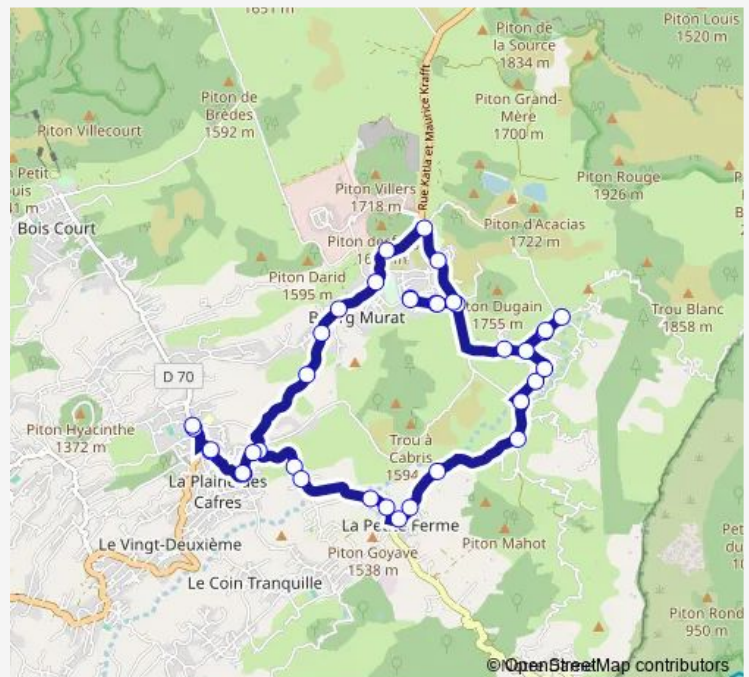 1651 m
Piton de
la Source
1834 m
Piton Louis
1520 m
Piton de
Brèdes
1592 m
Piton Grand-
Mère
1700 m
Piton Villecourt
Rue Katia et Maurice Krafft
Petit
Piton Villers
1718 m
Piton Rouge
1926 m
Bois Court
Piton d'Acacias
1722 m
Piton Darid
1595 m
Piton Dugain
1755 m
Trou Blanc
1858 m
D 70
Piton Hyacinthe
1372 m
Trou à
Cabris
1594
La Plaine des
Cafres
La Petite Ferme
Le Vingt-Deuxième
Piton Goyave
1538 m
Piton Mahot
Le Coin Tranquille
Piton Rond
950 m
© OpenStreetMap contributors